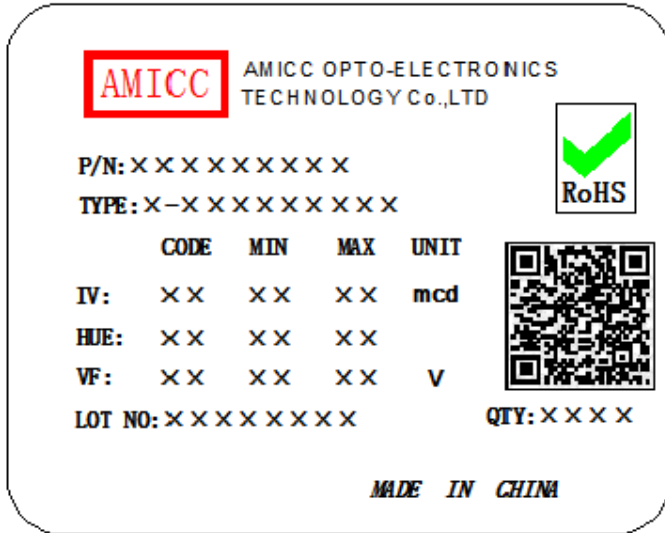 AMICC
AMICC OPTO-ELECTRONICS
TECHNOLOGY Co.,LTD
P/N:×××××××××
RoHS
TYPE:×-×××××××××
CODE MIN MAX UNIT
IV: ×× ×× ×× mcd
HUE: ×× ×× ××
VF: ×× ×× ×× V
LOT NO:×××××××× QTY:××××
MADE IN CHINA